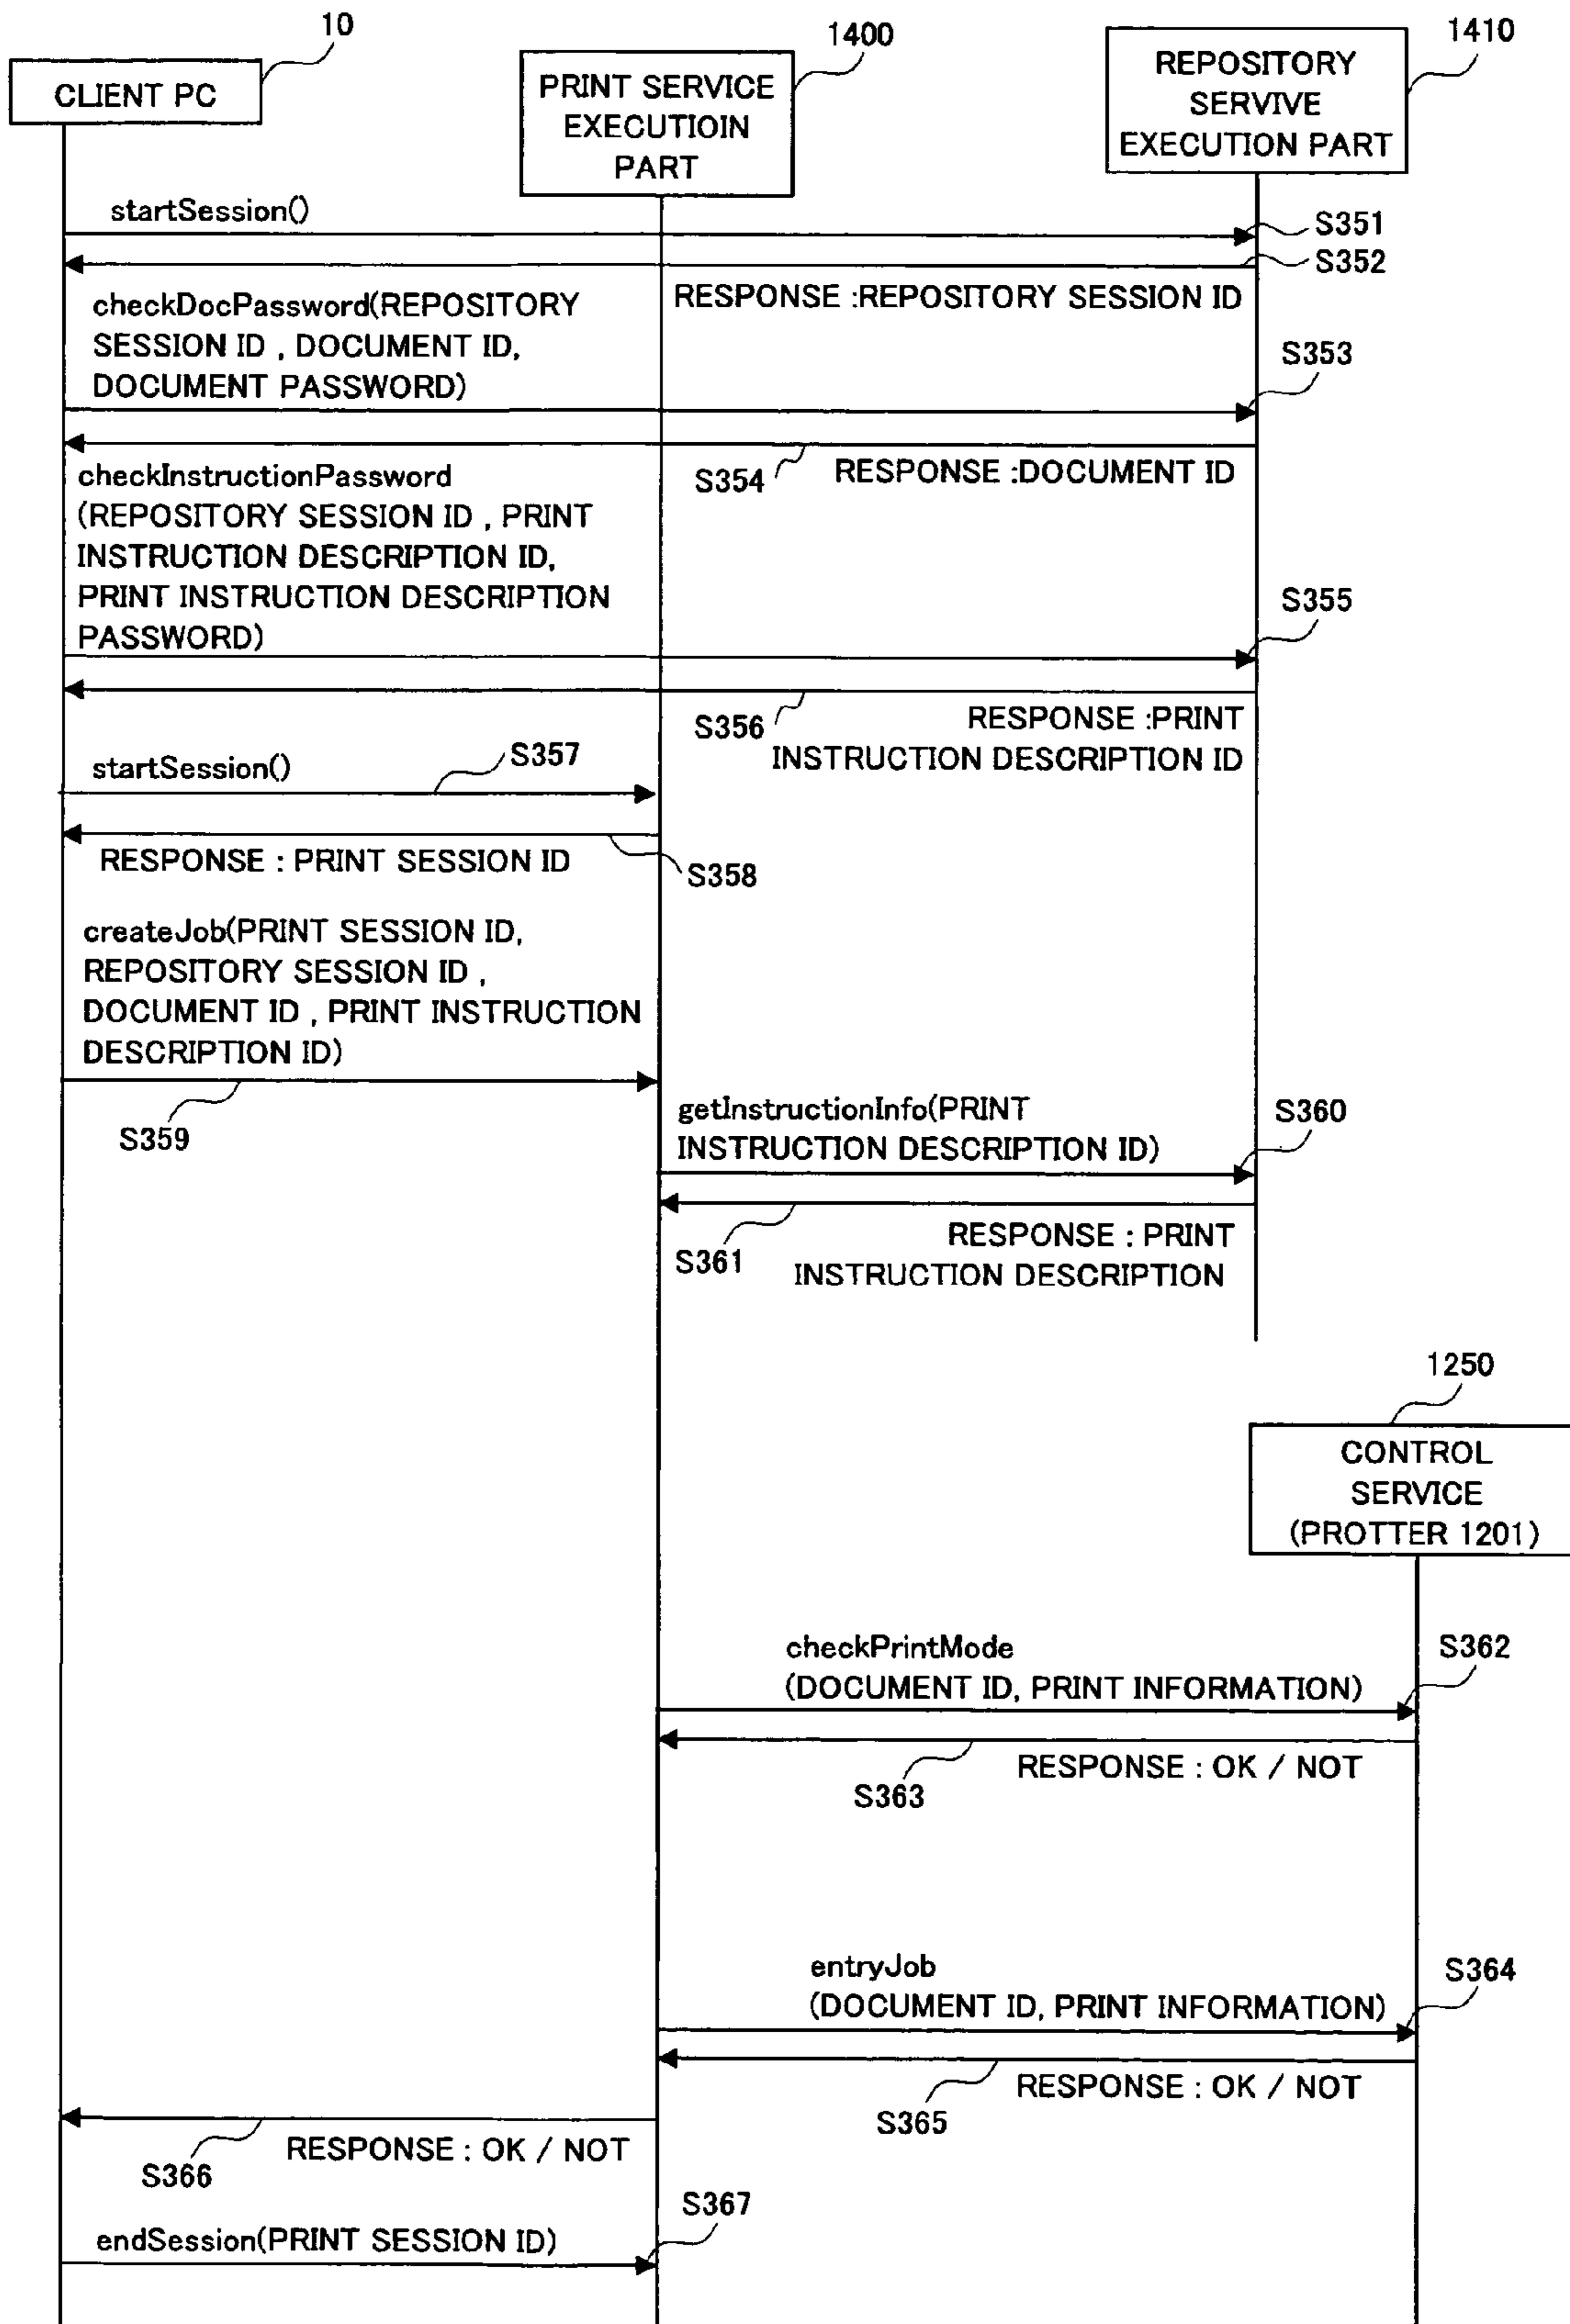 10
1400
1410
CLIENT PC
PRINT SERVICE
EXECUTIOIN
PART
REPOSITORY
SERVIVE
EXECUTION PART
startSession()
S351
S352
RESPONSE :REPOSITORY SESSION ID
checkDocPassword(REPOSITORY
SESSION ID , DOCUMENT ID,
DOCUMENT PASSWORD)
S353
S354
RESPONSE :DOCUMENT ID
checkInstructionPassword
(REPOSITORY SESSION ID , PRINT
INSTRUCTION DESCRIPTION ID,
PRINT INSTRUCTION DESCRIPTION
PASSWORD)
S355
S356
RESPONSE :PRINT
INSTRUCTION DESCRIPTION ID
startSession()
S357
RESPONSE : PRINT SESSION ID
S358
createJob(PRINT SESSION ID,
REPOSITORY SESSION ID ,
DOCUMENT ID , PRINT INSTRUCTION
DESCRIPTION ID)
S359
getInstructionInfo(PRINT
INSTRUCTION DESCRIPTION ID)
S360
S361
RESPONSE : PRINT
INSTRUCTION DESCRIPTION
1250
CONTROL
SERVICE
(PROTTER 1201)
checkPrintMode
(DOCUMENT ID, PRINT INFORMATION)
S362
RESPONSE : OK / NOT
S363
entryJob
(DOCUMENT ID, PRINT INFORMATION)
S364
RESPONSE : OK / NOT
S365
RESPONSE : OK / NOT
S366
S367
endSession(PRINT SESSION ID)